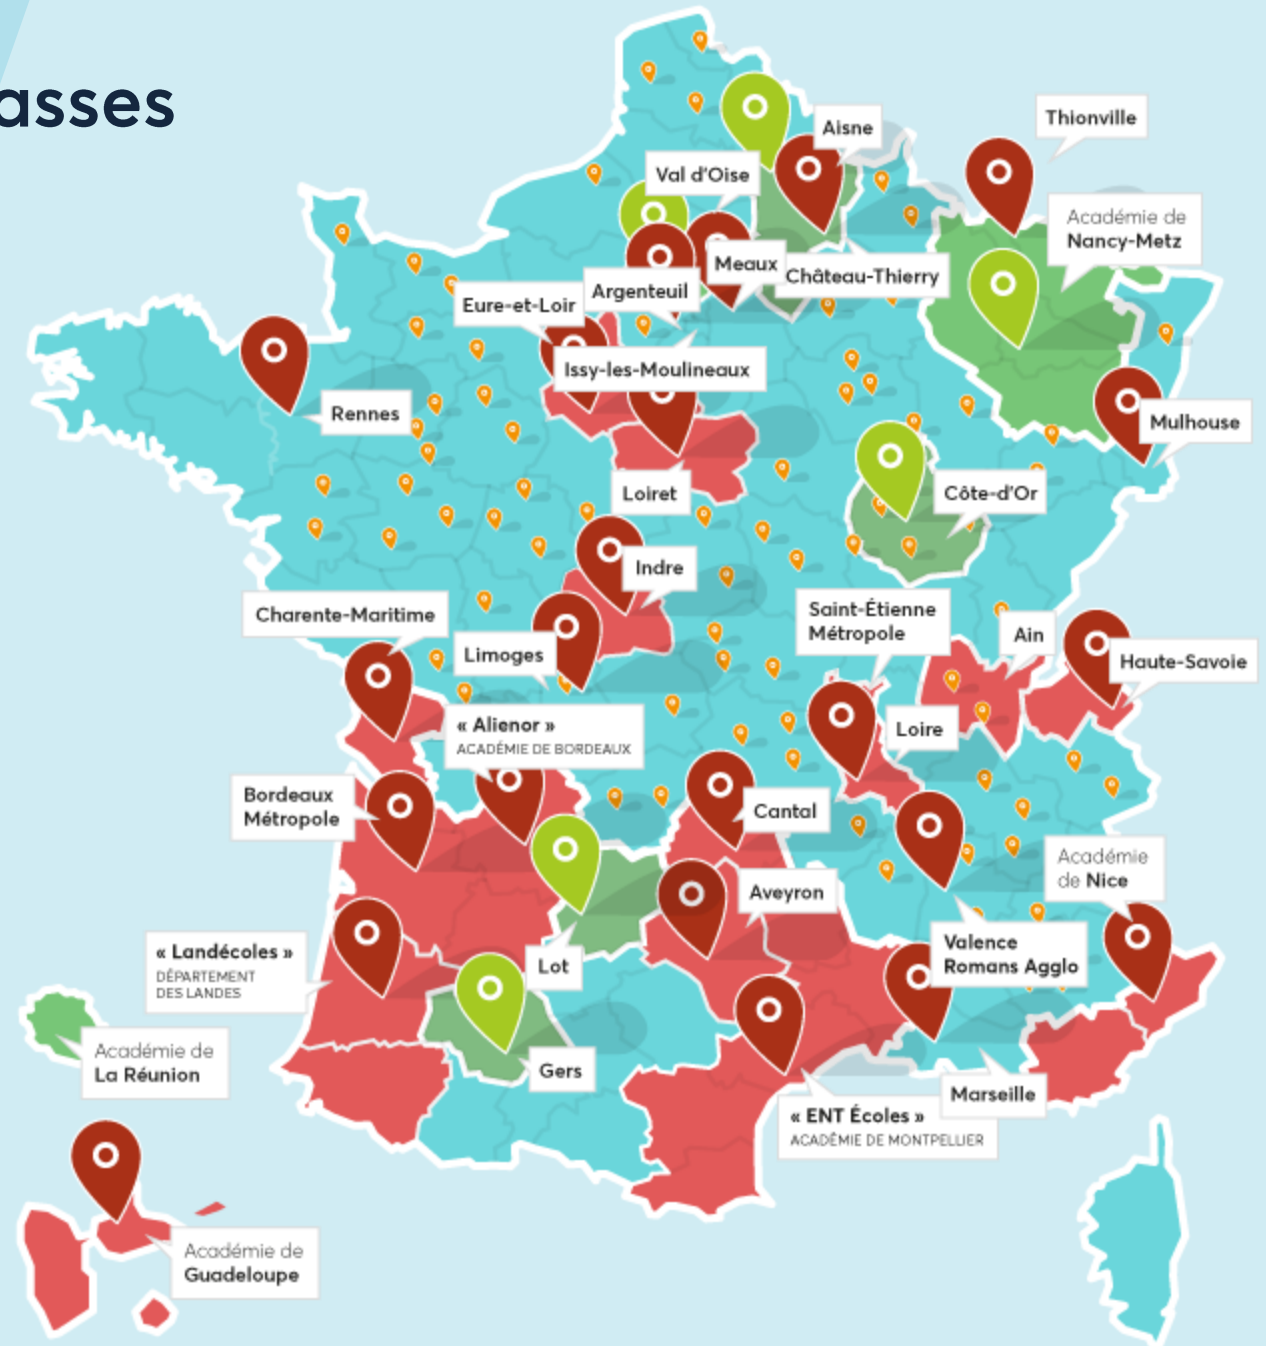 asses
Thionville
Aisne
Val d'Oise
Académie de
Nancy-Metz
Meaux
Château-Thierry
Argenteuil
Eure-et-Loir
Issy-les-Moulineaux
Rennes
Mulhouse
Loiret
Côte-d'Or
Indre
Charente-Maritime
Saint-Étienne
Métropole
Ain
Limoges
Haute-Savoie
« Alienor »
ACADÉMIE DE BORDEAUX
Loire
Bordeaux
Métropole
Cantal
Académie
de Nice
Aveyron
« Landécoles »
DÉPARTEMENT
DES LANDES
Lot
Valence
Romans Agglo
Académie de
La Réunion
Gers
Marseille
« ENT Écoles »
ACADÉMIE DE MONTPELLIER
Académie de
Guadeloupe